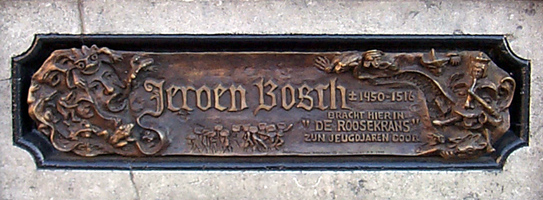 Jeroen Bosch ± 1450-1516
BRACHT HIER IN
"DE ROOSEKRANS"
ZIJN JEUGDJAREN DOOR